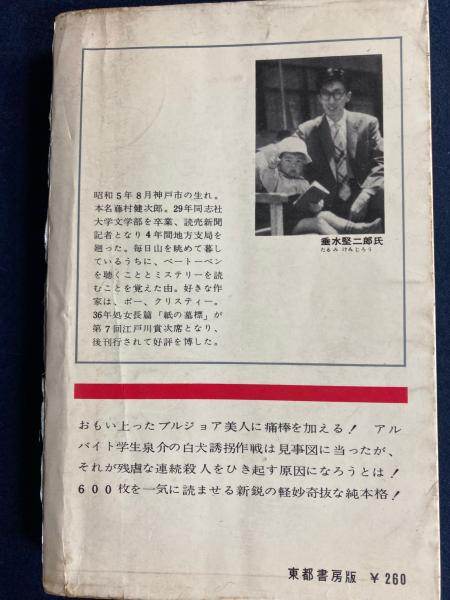 垂水堅二郎氏
たるみ けんじろう
昭和5年8月神戸市の生れ。
本名藤村健次郎。29年同志社
大学文学部を卒業、読売新聞
記者となり4年間地方支局を
廻った。毎日山を眺めて暮し
ているうちに、ベートーベン
を聴くこととミステリーを読
むことを覚えた由。好きな作
家は、ポー、クリスティー。
36年処女長篇「紙の墓標」が
第7回江戸川賞次席となり、
後刊行されて好評を博した。
おもい上ったブルジョア美人に痛棒を加える! アル
バイト学生泉介の白犬誘拐作戦は見事図に当ったが、
それが残虐な連続殺人をひき起す原因になろうとは!
600枚を一気に読ませる新鋭の軽妙奇抜な純本格!
東都書房版 ¥260